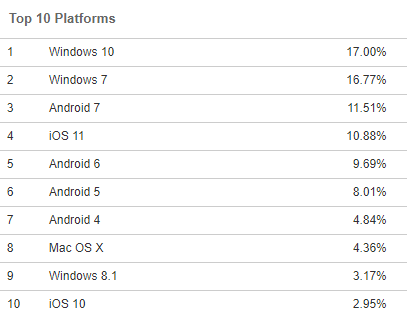 Top 10 Platforms
1 Windows 10 17.00%
2 Windows 7 16.77%
3 Android 7 11.51%
4 iOS 11 10.88%
5 Android 6 9.69%
6 Android 5 8.01%
7 Android 4 4.84%
8 Mac OS X 4.36%
9 Windows 8.1 3.17%
10 iOS 10 2.95%